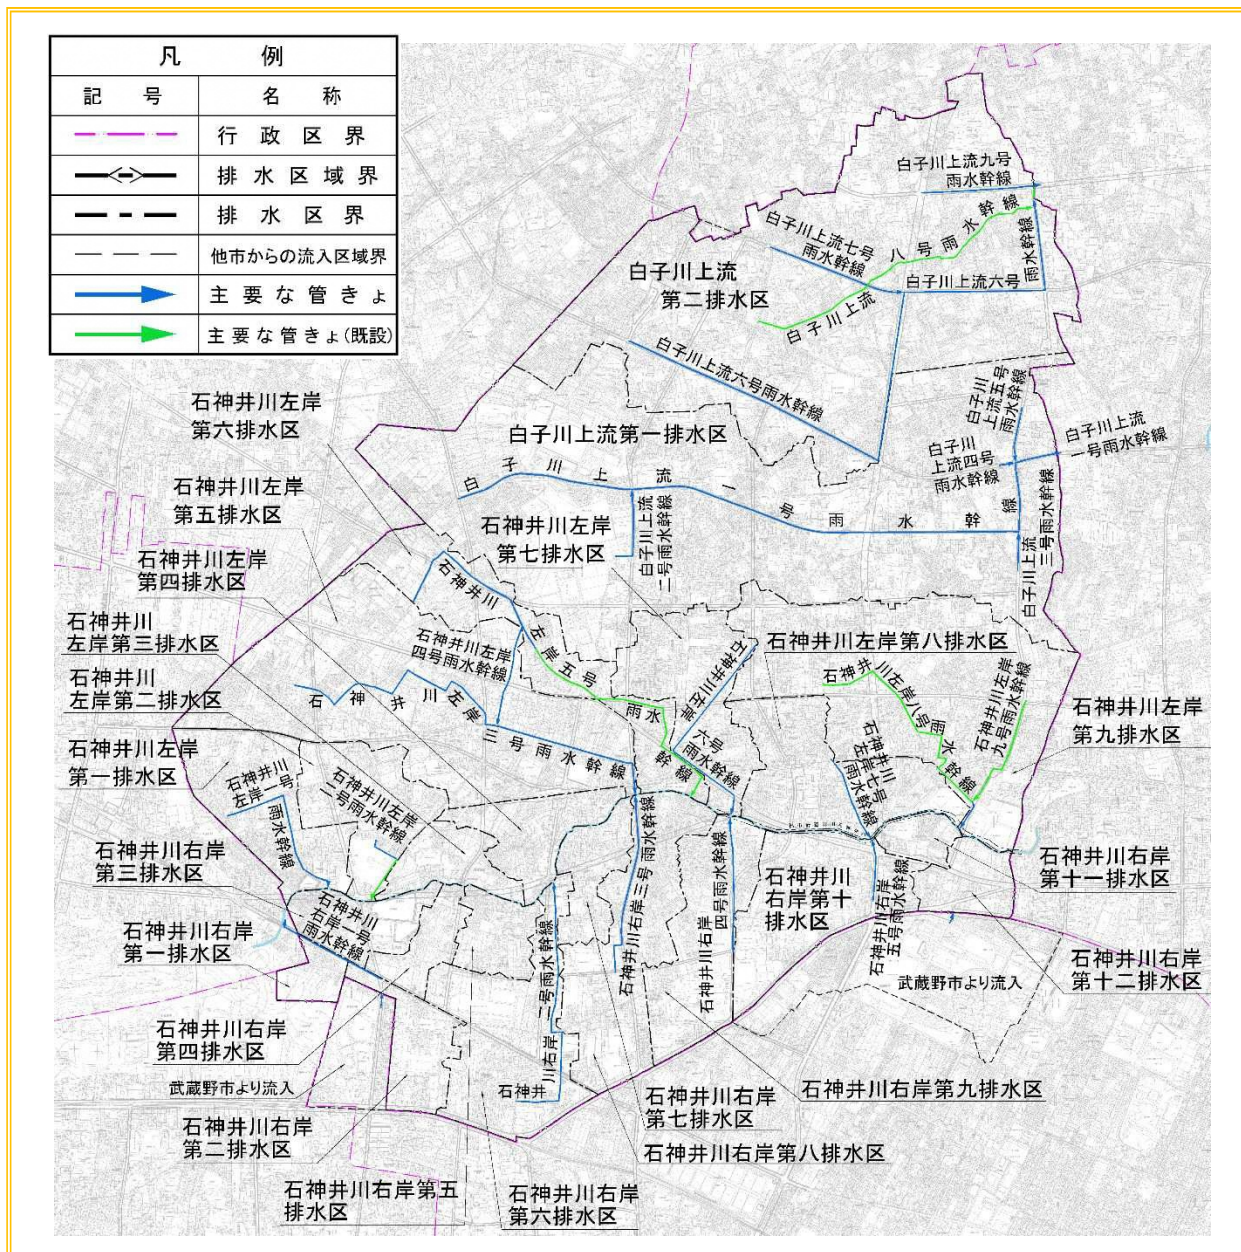 凡 例
記 号
名 称
行 政 区 界
排 水 区 域 界
排 水 区 界
他市からの流入区域界
主 要 な 管 き ょ
主 要 な 管 き ょ (既設)
白子川上流九号
雨水幹線
白子川上流七号
雨水幹線
八 号 雨 水 幹 線
白 子 川 上 流
白子川上流六号
雨水幹線
白子川上流
第二排水区
白子川上流六号雨水幹線
白子川
上流五号
雨水幹線
白子川上流
一号雨水幹線
白子川
上流四号
雨水幹線
白子川上流
三号雨水幹線
白子川上流第一排水区
白 子 川 上 流 一 号 雨 水 幹 線
白子川上流
二号雨水幹線
石神井川左岸
第六排水区
石神井川左岸
第五排水区
石神井川左岸
第七排水区
石神井川左岸
第四排水区
石神井川
左岸第三排水区
石神井川
左岸第二排水区
石神井川左岸
第一排水区
石神井川
左岸五号
雨水
幹線
石神井川左岸
四号雨水幹線
石 神 井 川 左 岸 三 号 雨 水 幹 線
石神井川左岸
六号
雨水幹線
石神井川左岸第八排水区
石神井川左岸八号雨水幹線
石神井川左岸
九号雨水幹線
石神井川左岸
第九排水区
石神井川
左岸七号
雨水幹線
石神井川
左岸一号
雨水幹線
石神井川左岸
二号雨水幹線
石神井川右岸
第三排水区
石神井川
右岸一号
雨水幹線
石神井川右岸
第一排水区
石神井川右岸
第四排水区
武蔵野市より流入
石神井川右岸
第二排水区
石神井川右岸第五
排水区
石神井川右岸
第六排水区
石神井
川右岸
二号雨水幹線
石神井川右岸三号雨水幹線
石神井川右岸
四号雨水幹線
石神井川
右岸第十
排水区
石神井川右岸
五号雨水幹線
石神井川右岸
第十一排水区
石神井川右岸
第十二排水区
武蔵野市より流入
石神井川右岸第九排水区
石神井川右岸
第七排水区
石神井川右岸第八排水区